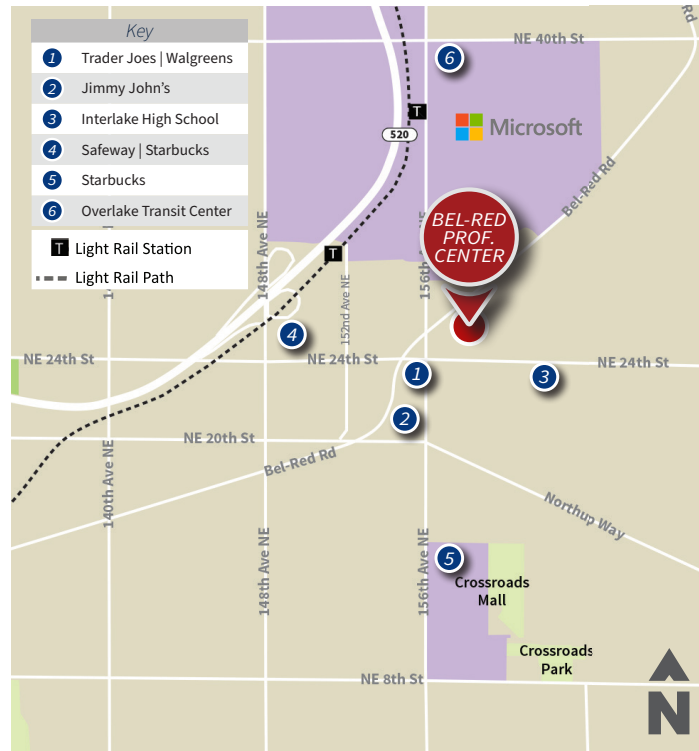 Key
1 Trader Joes | Walgreens
2 Jimmy John's
3 Interlake High School
4 Safeway | Starbucks
5 Starbucks
6 Overlake Transit Center
T Light Rail Station
Light Rail Path
NE 40th St
Rd
6
T
520
Microsoft
Bel-Red Rd
148th Ave NE
156th Ave NE
BEL-RED
PROF.
CENTER
T
152nd Ave NE
4
NE 24th St
NE 24th St
NE 24th St
1
3
2
NE 20th St
Bel-Red Rd
140th Ave NE
Northup Way
148th Ave NE
156th Ave NE
5
Crossroads
Mall
Crossroads
Park
NE 8th St
N